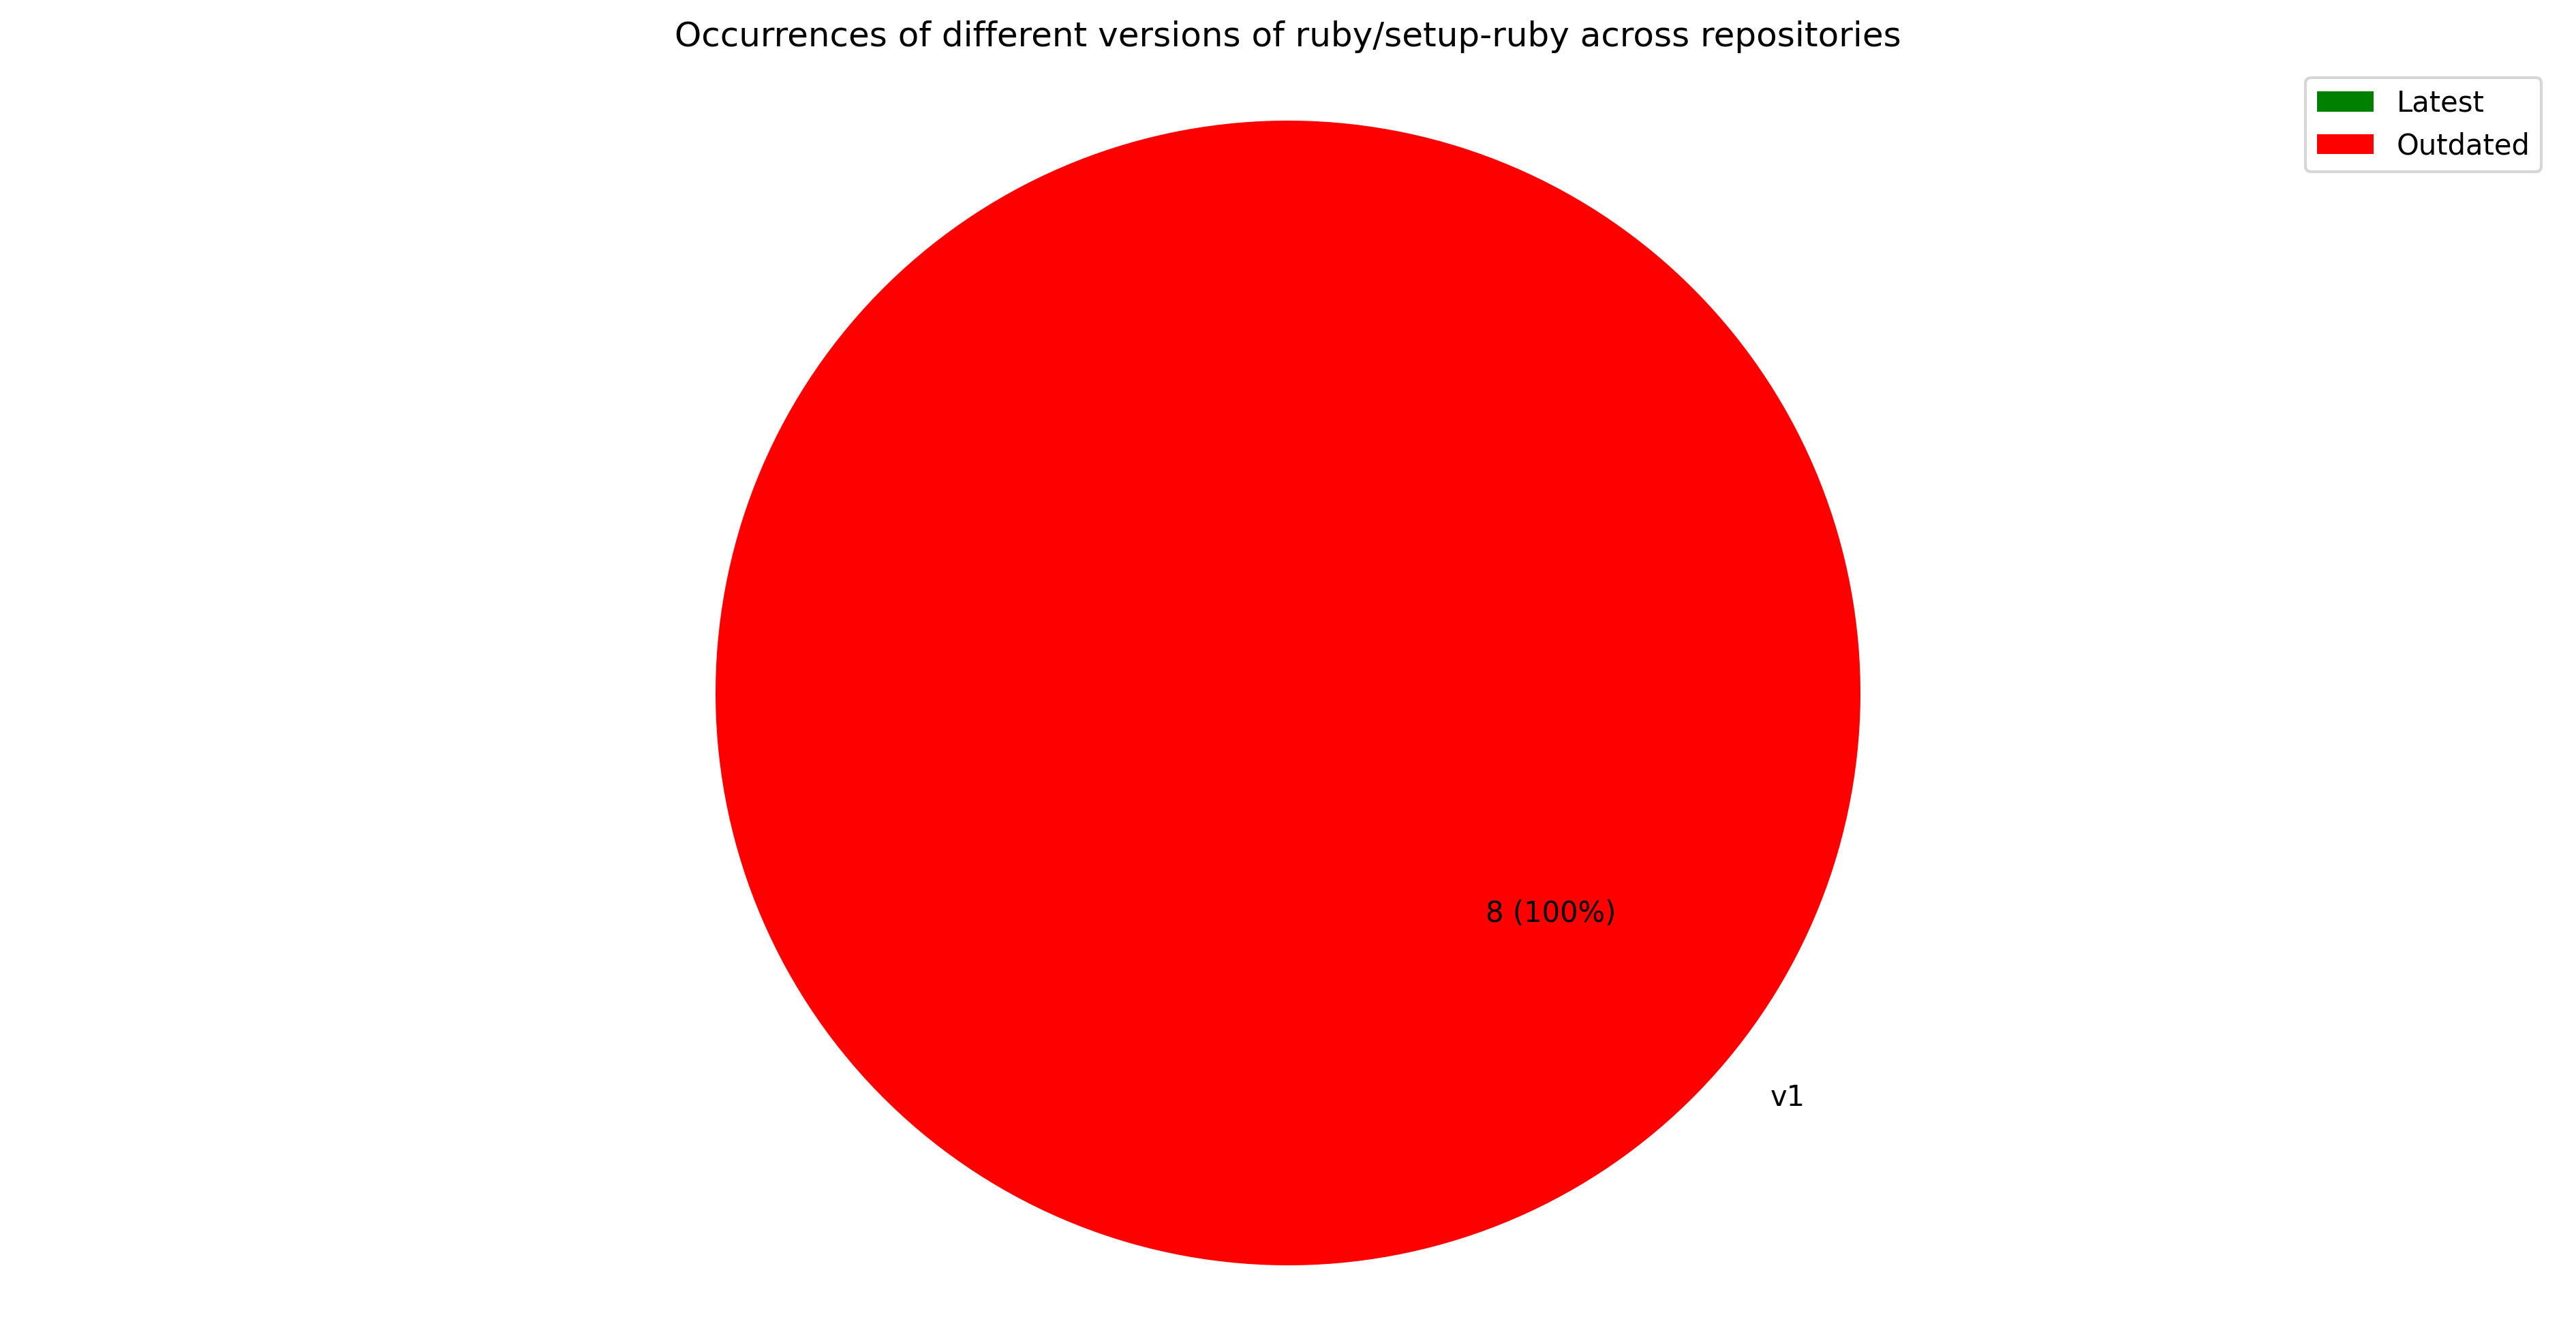 Occurrences of different versions of ruby/setup-ruby across repositories
Latest
Outdated
8 (100%)
v1